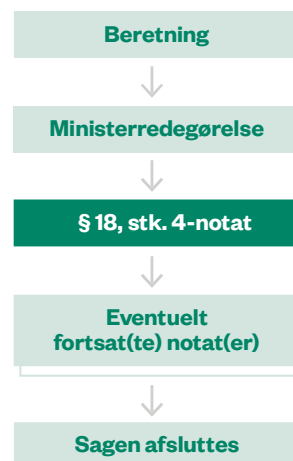 Beretning
Ministerredegørelse
§ 18, stk. 4-notat
Eventuelt
fortsat(te) notat(er)
Sagen afsluttes